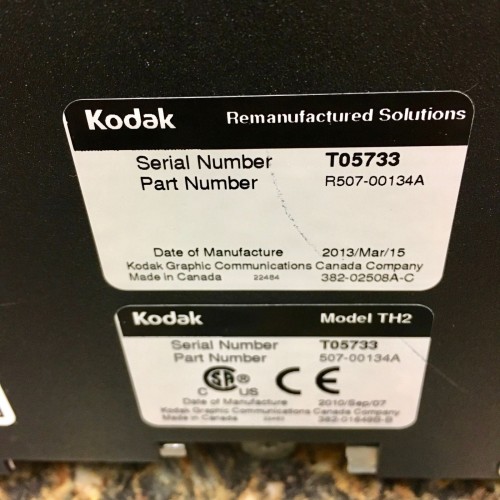 Kodak Remanufactured Solutions
Serial Number T05733
Part Number R507-00134A
Date of Manufacture 2013/Mar/15
Kodak Graphic Communications Canada Company
Made in Canada 22484 382-02508A-C
Kodak Model TH2
Serial Number T05733
Part Number 507-00134A
C SA ® US CE
Date of Manufacture 2010/Sep/07
Kodak Graphic Communications Canada Company
Made in Canada